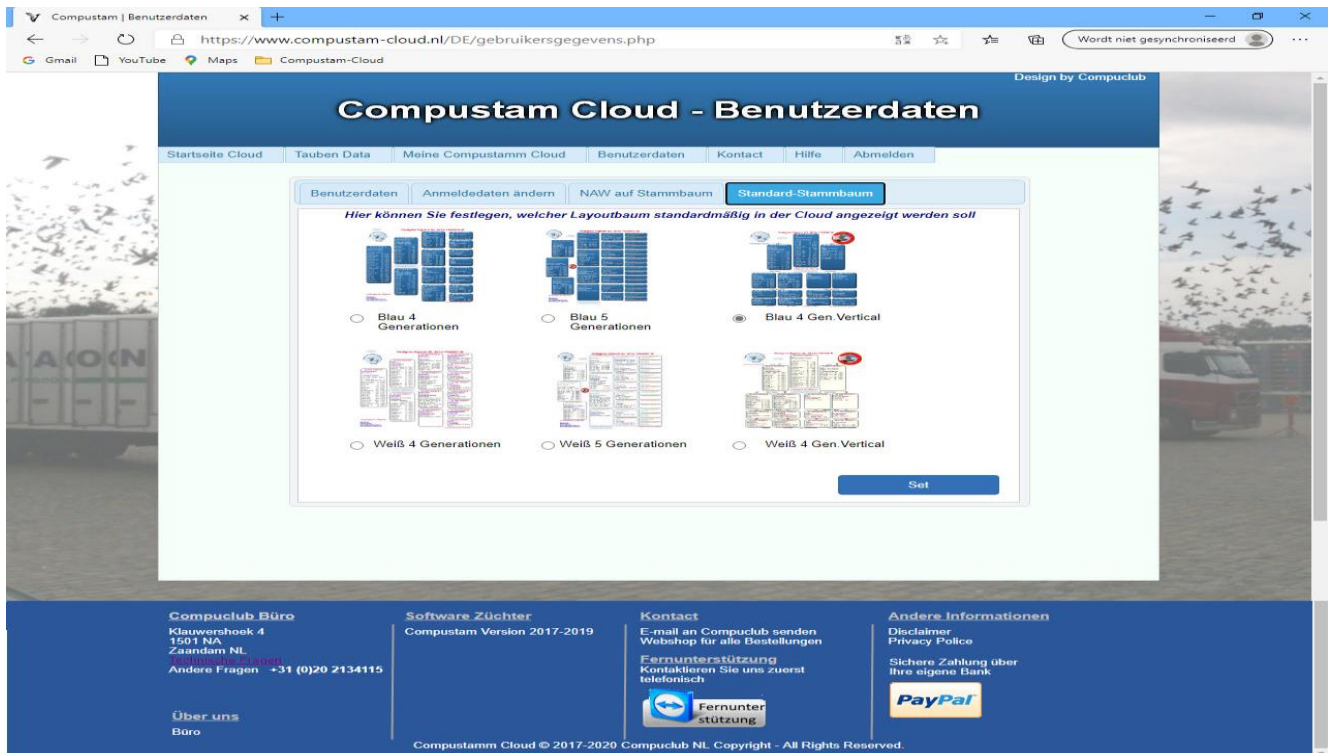 Compustam | Benutzerdaten
https://www.compustam-cloud.nl/DE/gebruikersgegevens.php
Wordt niet gesynchroniseerd
Gmail YouTube Maps Compustam-Cloud
Design by Compuclub
Compustam Cloud - Benutzerdaten
Startseite Cloud Tauben Data Meine Compustamm Cloud Benutzerdaten Kontact Hilfe Abmelden
Benutzerdaten Anmeldedaten ändern NAW auf Stammbaum Standard-Stammbaum
Hier können Sie festlegen, welcher Layoutbaum standardmäßig in der Cloud angezeigt werden soll
Blau 4
Generationen
Blau 5
Generationen
Blau 4 Gen.Vertical
Weiß 4 Generationen
Weiß 5 Generationen
Weiß 4 Gen.Vertical
Set
Compuclub Büro
Klauwershoek 4
1501 NA
Zaandam NL
Technische Fragen
Andere Fragen +31 (0)20 2134115
Über uns
Büro
Software Züchter
Compustam Version 2017-2019
Kontact
E-mail an Compuclub senden
Webshop für alle Bestellungen
Fernunterstützung
Kontaktieren Sie uns zuerst
telefonisch
Fernunter
stützung
Andere Informationen
Disclaimer
Privacy Police
Sichere Zahlung über
Ihre eigene Bank
PayPal
Compustamm Cloud © 2017-2020 Compuclub NL Copyright - All Rights Reserved.